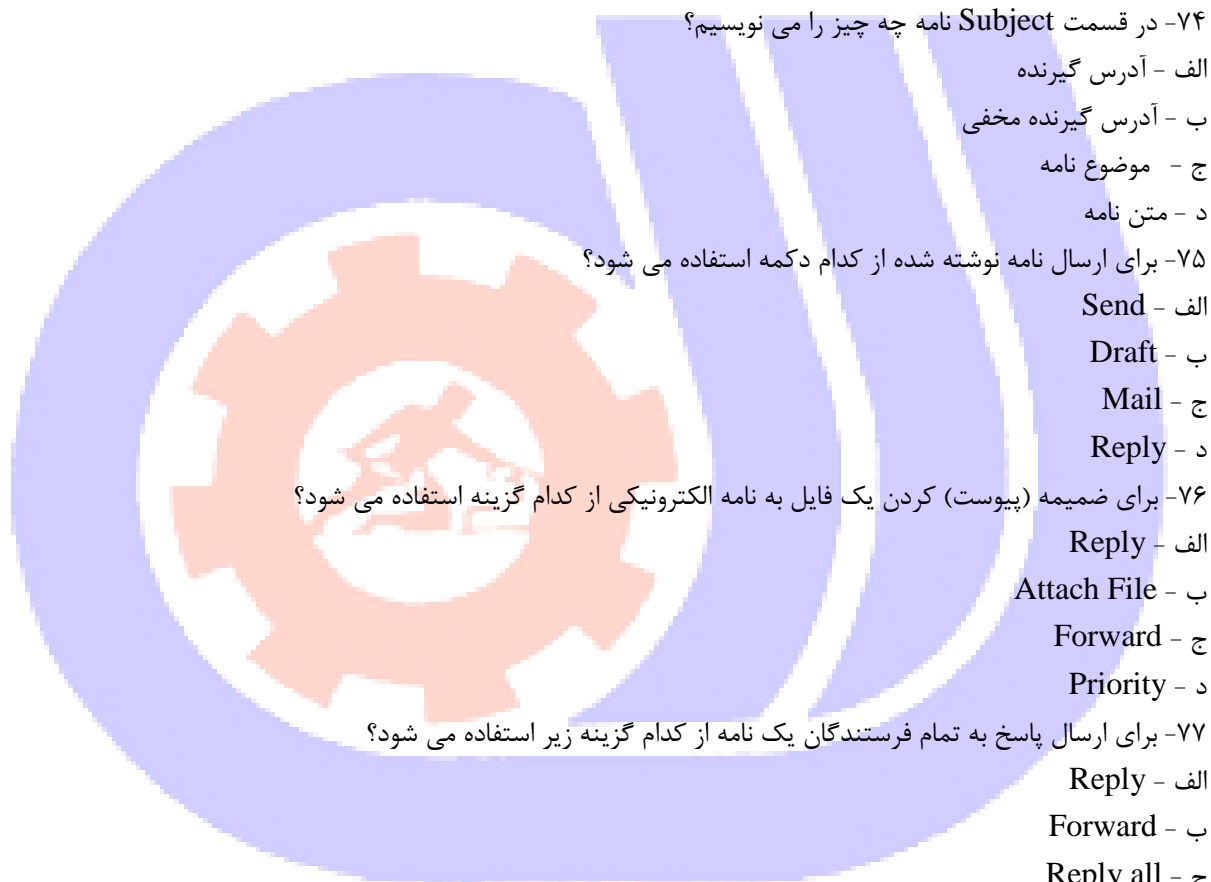 ۷۴- در قسمت Subject نامه چه چیز را می نویسیم؟
الف - آدرس گیرنده
ب - آدرس گیرنده مخفی
ج - موضوع نامه
د - متن نامه
۷۵- برای ارسال نامه نوشته شده از کدام دکمه استفاده می شود؟
الف - Send
ب - Draft
ج - Mail
د - Reply
۷۶- برای ضمیمه (پیوست) کردن یک فایل به نامه الکترونیکی از کدام گزینه استفاده می شود؟
الف - Reply
ب - Attach File
ج - Forward
د - Priority
۷۷- برای ارسال پاسخ به تمام فرستندگان یک نامه از کدام گزینه زیر استفاده می شود؟
الف - Reply
ب - Forward
ج - Reply all